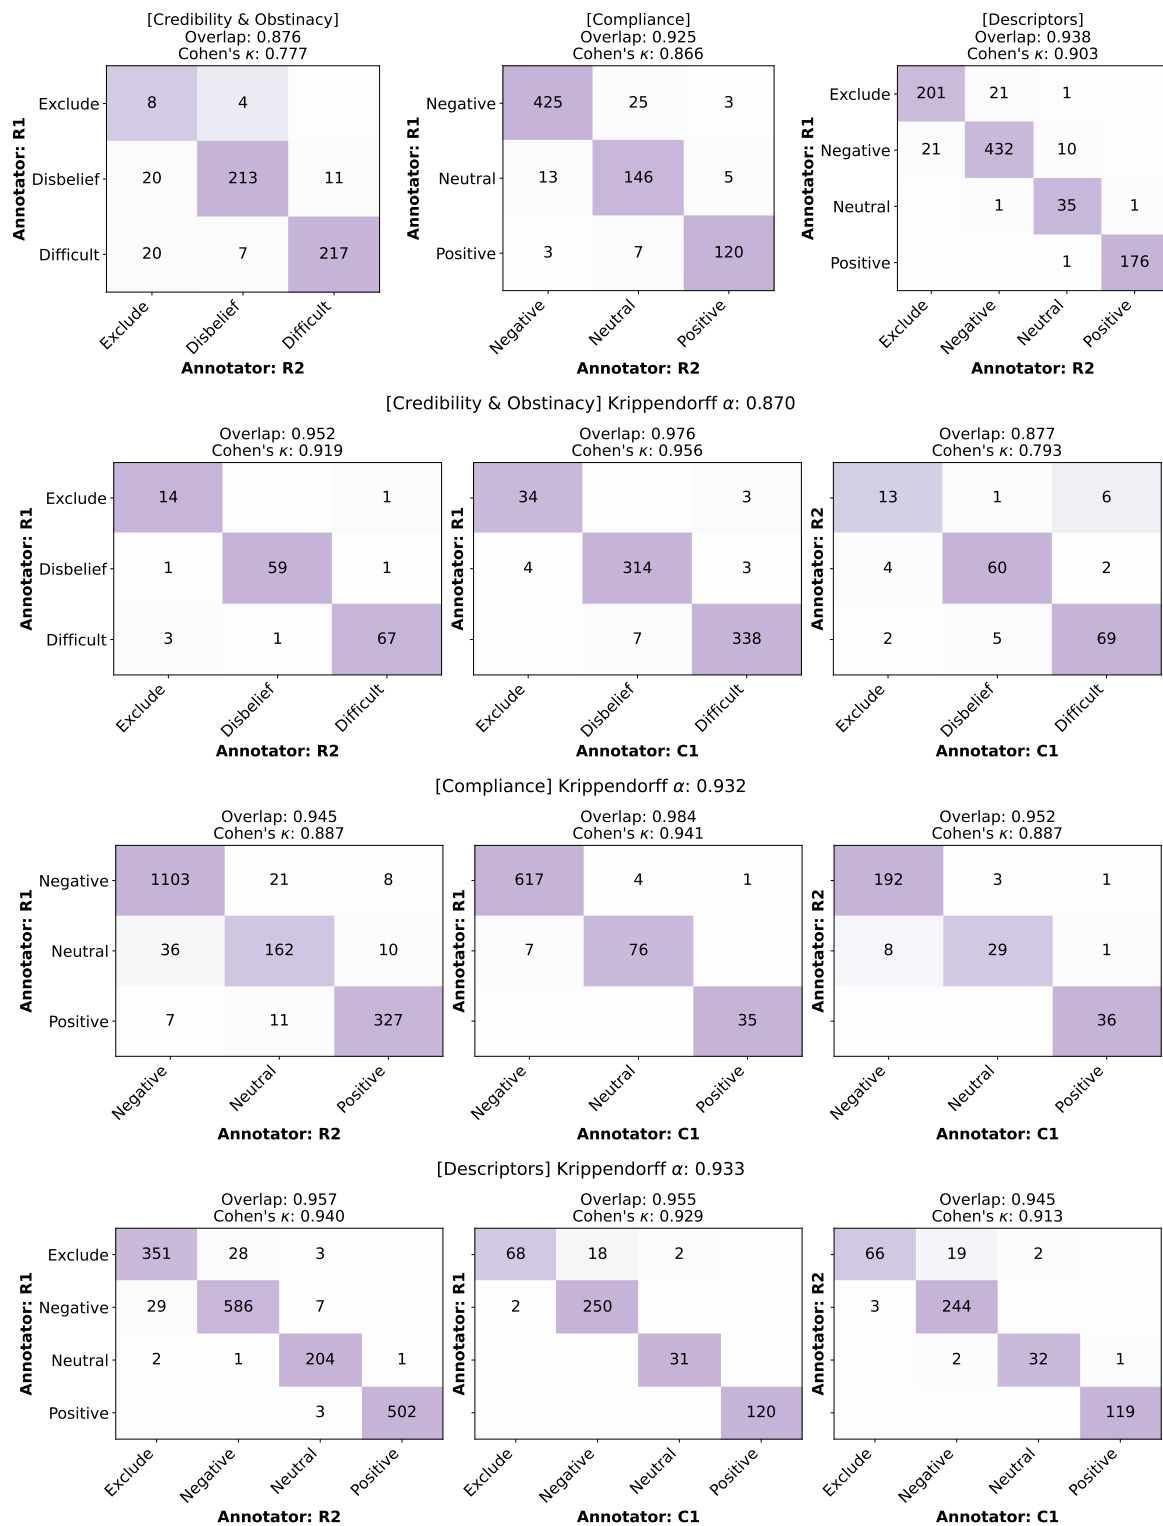 [Credibility & Obstinacy]
Overlap: 0.876
Cohen's κ: 0.777
Annotator: R1
Exclude 8 4
Disbelief 20 213 11
Difficult 20 7 217
Exclude Disbelief Difficult
Annotator: R2
[Compliance]
Overlap: 0.925
Cohen's κ: 0.866
Annotator: R1
Negative 425 25 3
Neutral 13 146 5
Positive 3 7 120
Negative Neutral Positive
Annotator: R2
[Descriptors]
Overlap: 0.938
Cohen's κ: 0.903
Annotator: R1
Exclude 201 21 1
Negative 21 432 10
Neutral 1 35 1
Positive 1 176
Exclude Negative Neutral Positive
Annotator: R2
[Credibility & Obstinacy] Krippendorff α: 0.870
Overlap: 0.952
Cohen's κ: 0.919
Annotator: R1
Exclude 14 1
Disbelief 1 59 1
Difficult 3 1 67
Exclude Disbelief Difficult
Annotator: R2
Overlap: 0.976
Cohen's κ: 0.956
Annotator: R1
34 3
4 314 3
7 338
Exclude Disbelief Difficult
Annotator: C1
Overlap: 0.877
Cohen's κ: 0.793
Annotator: R2
13 1 6
4 60 2
2 5 69
Exclude Disbelief Difficult
Annotator: C1
[Compliance] Krippendorff α: 0.932
Overlap: 0.945
Cohen's κ: 0.887
Annotator: R1
Negative 1103 21 8
Neutral 36 162 10
Positive 7 11 327
Negative Neutral Positive
Annotator: R2
Overlap: 0.984
Cohen's κ: 0.941
Annotator: R1
617 4 1
7 76
35
Negative Neutral Positive
Annotator: C1
Overlap: 0.952
Cohen's κ: 0.887
Annotator: R2
192 3 1
8 29 1
36
Negative Neutral Positive
Annotator: C1
[Descriptors] Krippendorff α: 0.933
Overlap: 0.957
Cohen's κ: 0.940
Annotator: R1
Exclude 351 28 3
Negative 29 586 7
Neutral 2 1 204 1
Positive 3 502
Exclude Negative Neutral Positive
Annotator: R2
Overlap: 0.955
Cohen's κ: 0.929
Annotator: R1
68 18 2
2 250
31
120
Exclude Negative Neutral Positive
Annotator: C1
Overlap: 0.945
Cohen's κ: 0.913
Annotator: R2
66 19 2
3 244
2 32 1
119
Exclude Negative Neutral Positive
Annotator: C1